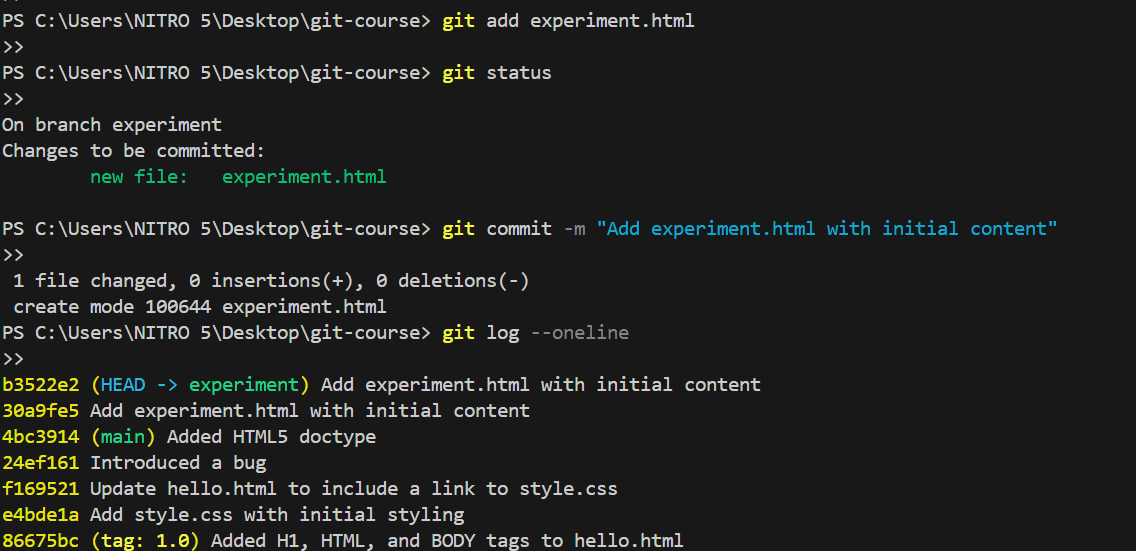 PS C:\Users\NITRO 5\Desktop\git-course> git add experiment.html
>>
PS C:\Users\NITRO 5\Desktop\git-course> git status
>>
On branch experiment
Changes to be committed:
        new file:   experiment.html
PS C:\Users\NITRO 5\Desktop\git-course> git commit -m "Add experiment.html with initial content"
>>
 1 file changed, 0 insertions(+), 0 deletions(-)
 create mode 100644 experiment.html
PS C:\Users\NITRO 5\Desktop\git-course> git log --oneline
>>
b3522e2 (HEAD -> experiment) Add experiment.html with initial content
30a9fe5 Add experiment.html with initial content
4bc3914 (main) Added HTML5 doctype
24ef161 Introduced a bug
f169521 Update hello.html to include a link to style.css
e4bde1a Add style.css with initial styling
86675bc (tag: 1.0) Added H1, HTML, and BODY tags to hello.html